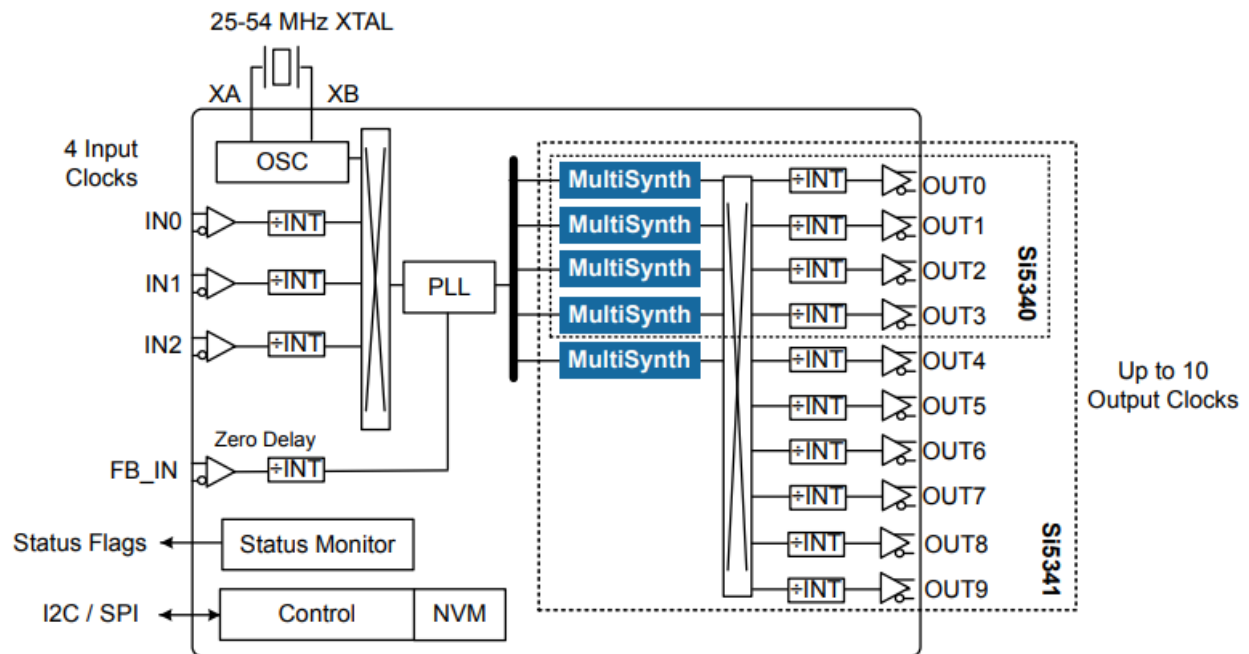 25-54 MHz XTAL
XA
XB
4 Input
Clocks
OSC
IN0
÷INT
IN1
÷INT
IN2
÷INT
PLL
Zero Delay
FB_IN
÷INT
Status Flags
Status Monitor
I2C / SPI
Control
NVM
MultiSynth
÷INT
OUT0
MultiSynth
÷INT
OUT1
MultiSynth
÷INT
OUT2
MultiSynth
÷INT
OUT3
MultiSynth
÷INT
OUT4
÷INT
OUT5
÷INT
OUT6
÷INT
OUT7
÷INT
OUT8
÷INT
OUT9
Si5340
Si5341
Up to 10
Output Clocks